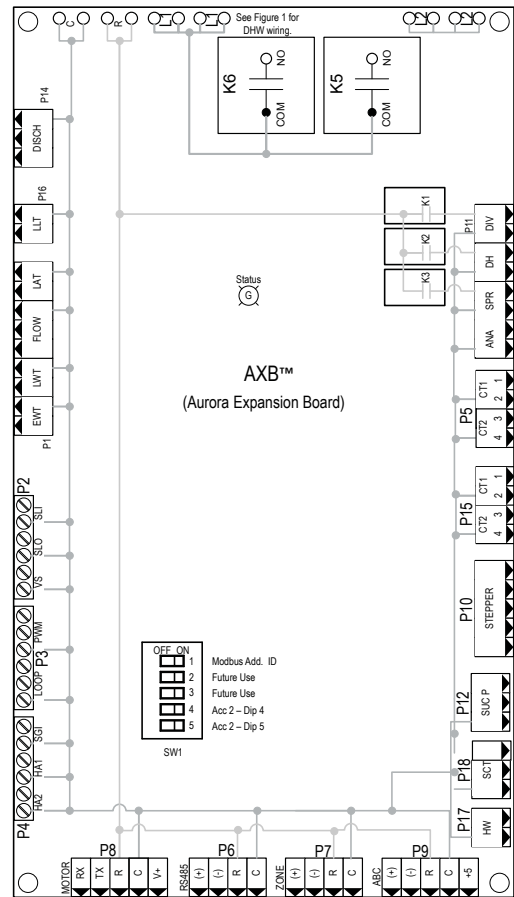 C
R
L1
L1
See Figure 1 for
DHW wiring.
L2
L2
K6
NO
COM
K5
NO
COM
P14
DISCH
P16
LLT
LAT
FLOW
LWT
EWT
P1
K1
K2
K3
P11
DIV
DH
SPR
ANA
Status
G
AXB™
(Aurora Expansion Board)
P5
CT1 1 2
CT2 3 4
P15
CT1 1 2
CT2 3 4
P2
SLI
SLO
VS
P3
PWM
LOOP
P4
SGI
HA1
HA2
P10
STEPPER
P12
SUC P
P18
SCT
P17
HW
OFF ON
1 Modbus Add. ID
2 Future Use
3 Future Use
4 Acc 2 – Dip 4
5 Acc 2 – Dip 5
SW1
P8
MOTOR
RX
TX
R
C
V+
P6
RS485
(+)
(-)
R
C
P7
ZONE
(+)
(-)
R
C
P9
ABC
(+)
(-)
R
C
+5